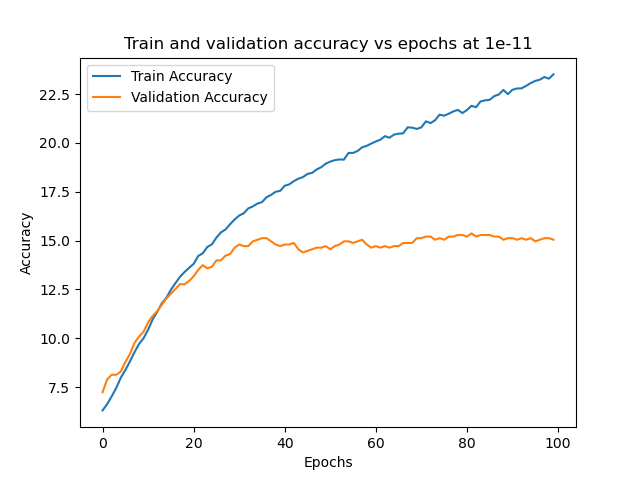 Train and validation accuracy vs epochs at 1e-11
Train Accuracy
Validation Accuracy
22.5
20.0
17.5
15.0
12.5
10.0
7.5
Accuracy
0 20 40 60 80 100
Epochs